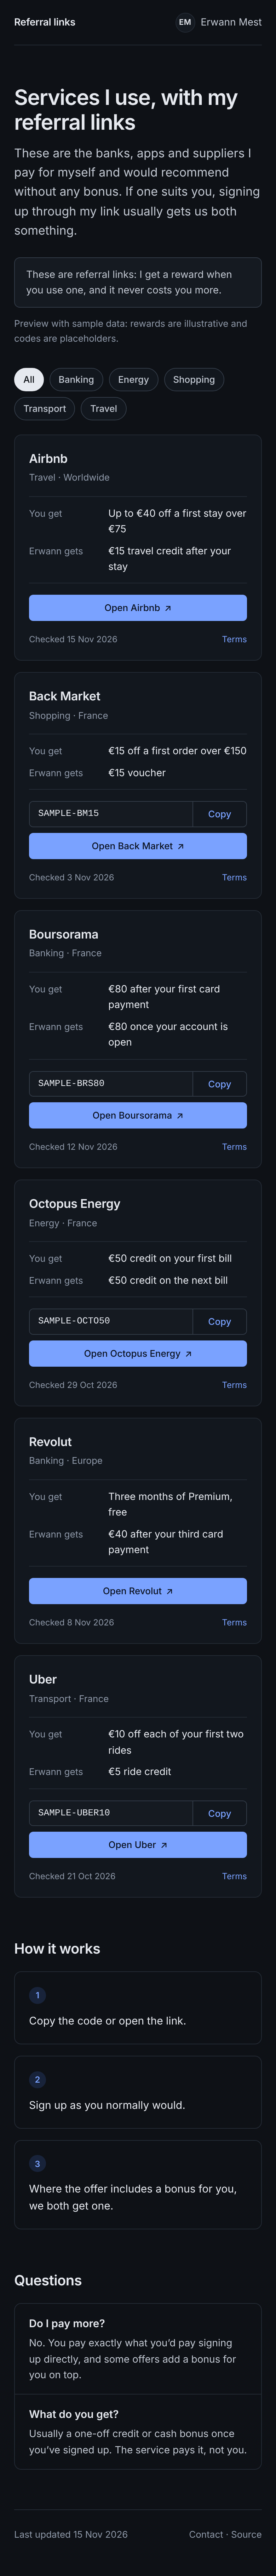 Referral links
EM Erwann Mest
Services I use, with my
referral links
These are the banks, apps and suppliers I
pay for myself and would recommend
without any bonus. If one suits you, signing
up through my link usually gets us both
something.
These are referral links: I get a reward when
you use one, and it never costs you more.
Preview with sample data: rewards are illustrative and
codes are placeholders.
All Banking Energy Shopping
Transport Travel
Airbnb
Travel · Worldwide
You get Up to €40 off a first stay over
€75
Erwann gets €15 travel credit after your
stay
Open Airbnb ↗
Checked 15 Nov 2026 Terms
Back Market
Shopping · France
You get €15 off a first order over €150
Erwann gets €15 voucher
SAMPLE-BM15 Copy
Open Back Market ↗
Checked 3 Nov 2026 Terms
Boursorama
Banking · France
You get €80 after your first card
payment
Erwann gets €80 once your account is
open
SAMPLE-BRS80 Copy
Open Boursorama ↗
Checked 12 Nov 2026 Terms
Octopus Energy
Energy · France
You get €50 credit on your first bill
Erwann gets €50 credit on the next bill
SAMPLE-OCTO50 Copy
Open Octopus Energy ↗
Checked 29 Oct 2026 Terms
Revolut
Banking · Europe
You get Three months of Premium,
free
Erwann gets €40 after your third card
payment
Open Revolut ↗
Checked 8 Nov 2026 Terms
Uber
Transport · France
You get €10 off each of your first two
rides
Erwann gets €5 ride credit
SAMPLE-UBER10 Copy
Open Uber ↗
Checked 21 Oct 2026 Terms
How it works
1
Copy the code or open the link.
2
Sign up as you normally would.
3
Where the offer includes a bonus for you,
we both get one.
Questions
Do I pay more?
No. You pay exactly what you’d pay signing
up directly, and some offers add a bonus for
you on top.
What do you get?
Usually a one-off credit or cash bonus once
you’ve signed up. The service pays it, not you.
Last updated 15 Nov 2026 Contact · Source